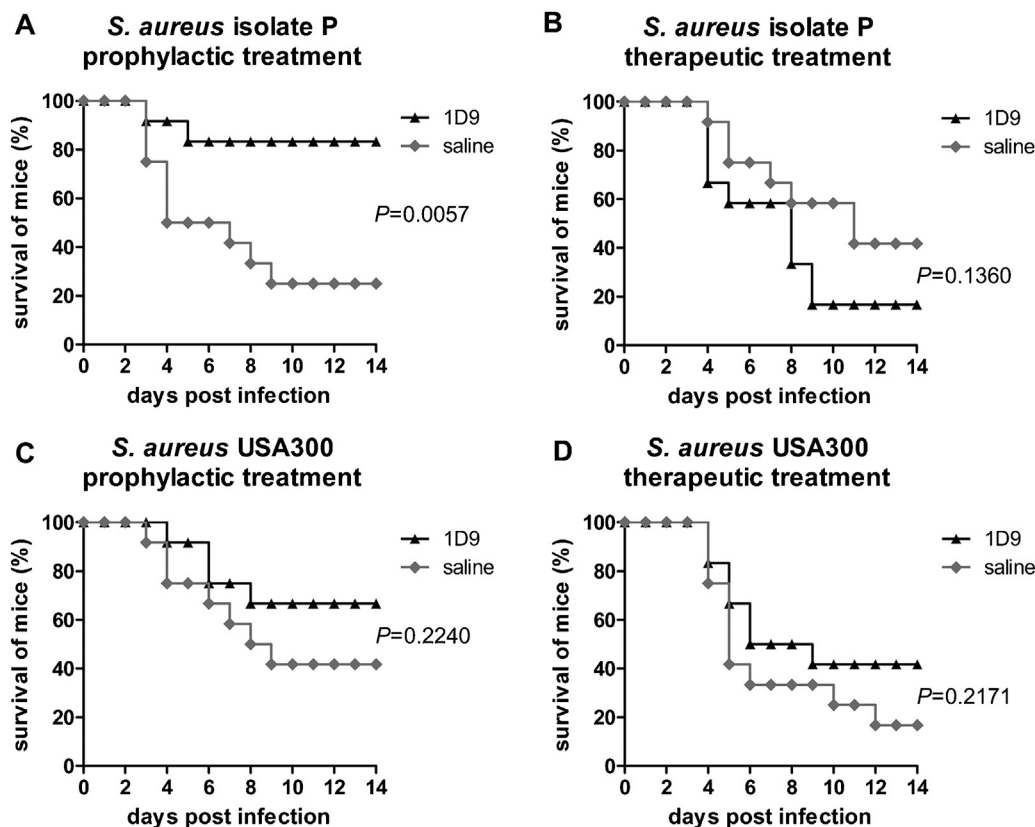 A
S. aureus isolate P
prophylactic treatment
survival of mice (%)
100
80
60
40
20
0
0 2 4 6 8 10 12 14
days post infection
1D9
saline
P=0.0057
B
S. aureus isolate P
therapeutic treatment
survival of mice (%)
100
80
60
40
20
0
0 2 4 6 8 10 12 14
days post infection
1D9
saline
P=0.1360
C
S. aureus USA300
prophylactic treatment
survival of mice (%)
100
80
60
40
20
0
0 2 4 6 8 10 12 14
days post infection
1D9
saline
P=0.2240
D
S. aureus USA300
therapeutic treatment
survival of mice (%)
100
80
60
40
20
0
0 2 4 6 8 10 12 14
days post infection
1D9
saline
P=0.2171